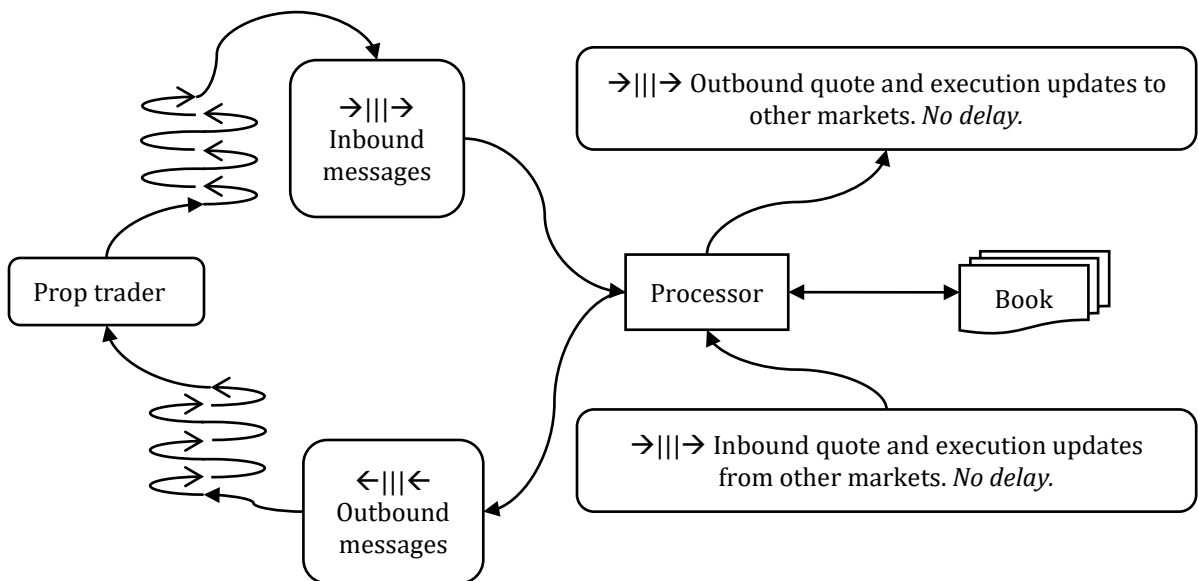 →|||→
Inbound
messages
→|||→ Outbound quote and execution updates to
other markets. No delay.
Prop trader
Processor
Book
←|||←
Outbound
messages
→|||→ Inbound quote and execution updates
from other markets. No delay.